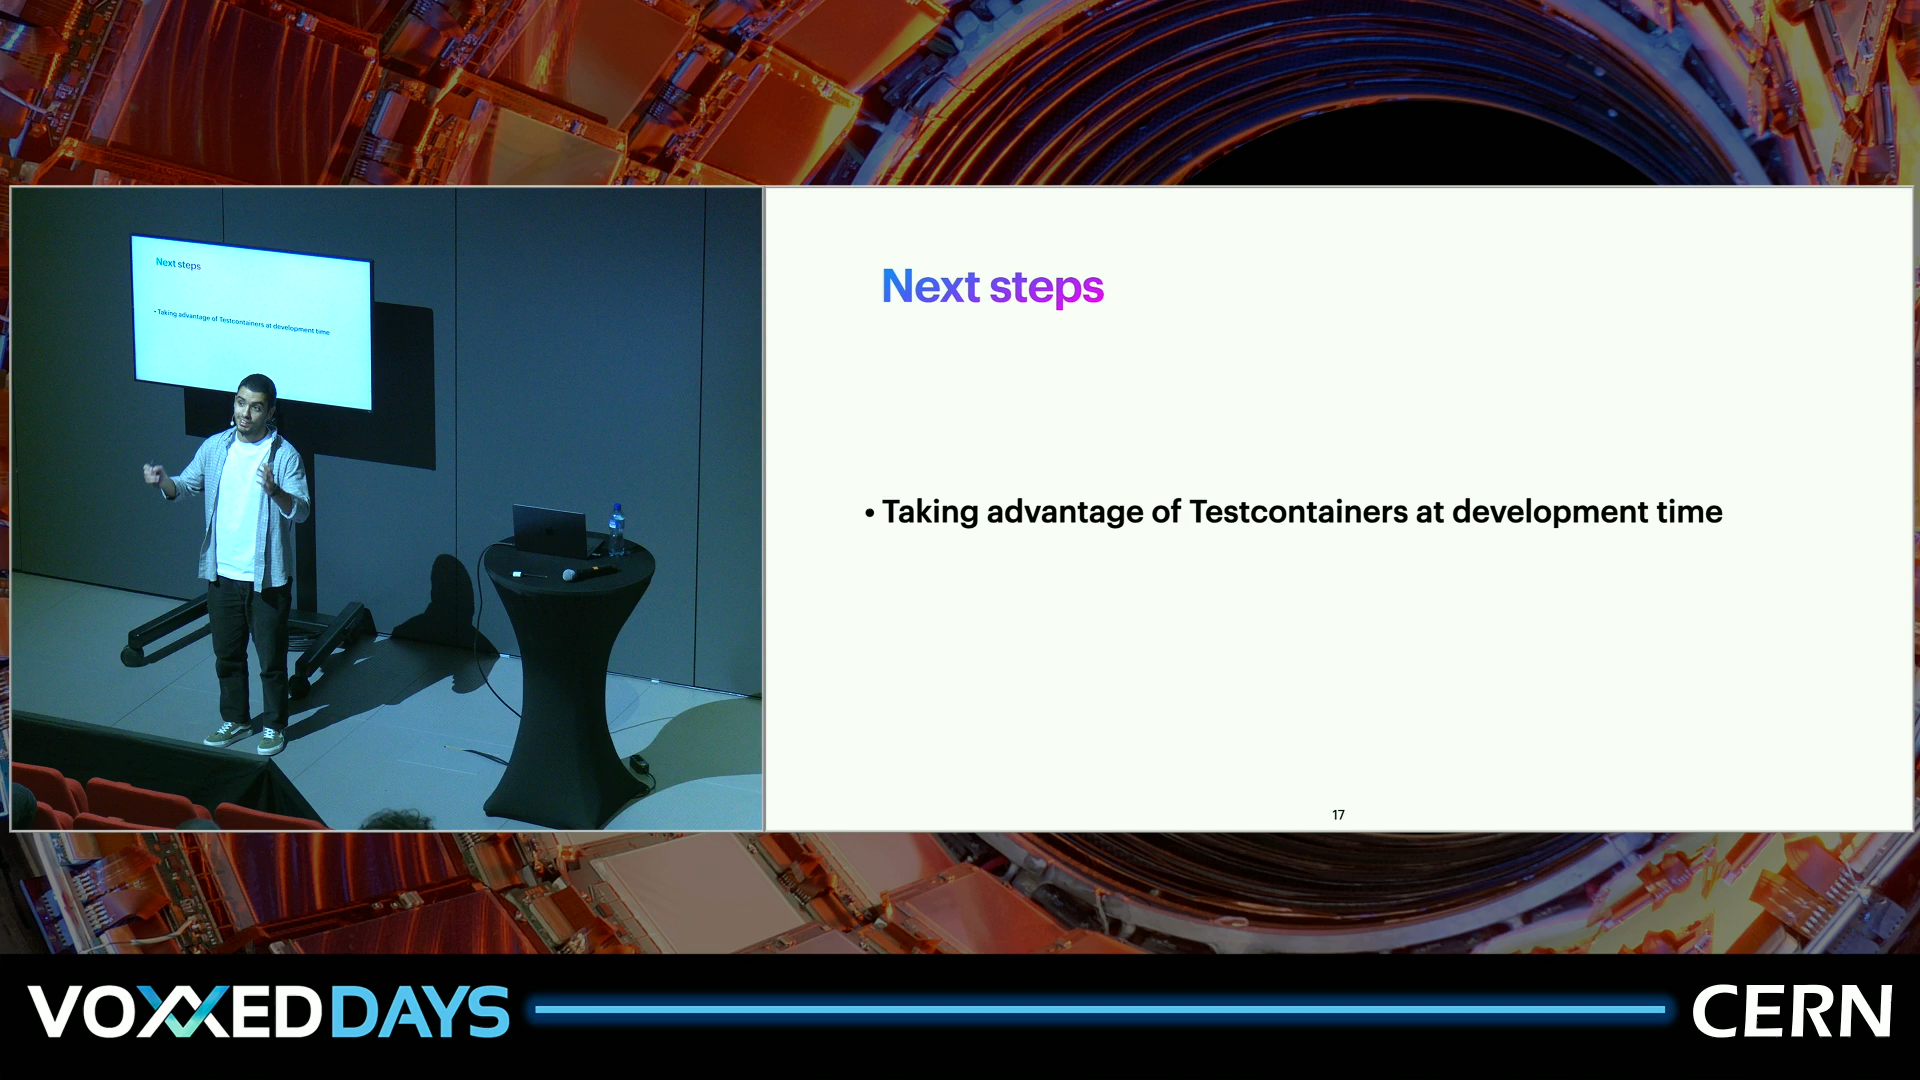 Next steps
• Taking advantage of Testcontainers at development time
Next steps
• Taking advantage of Testcontainers at development time
17
VOXXEDDAYS
CERN